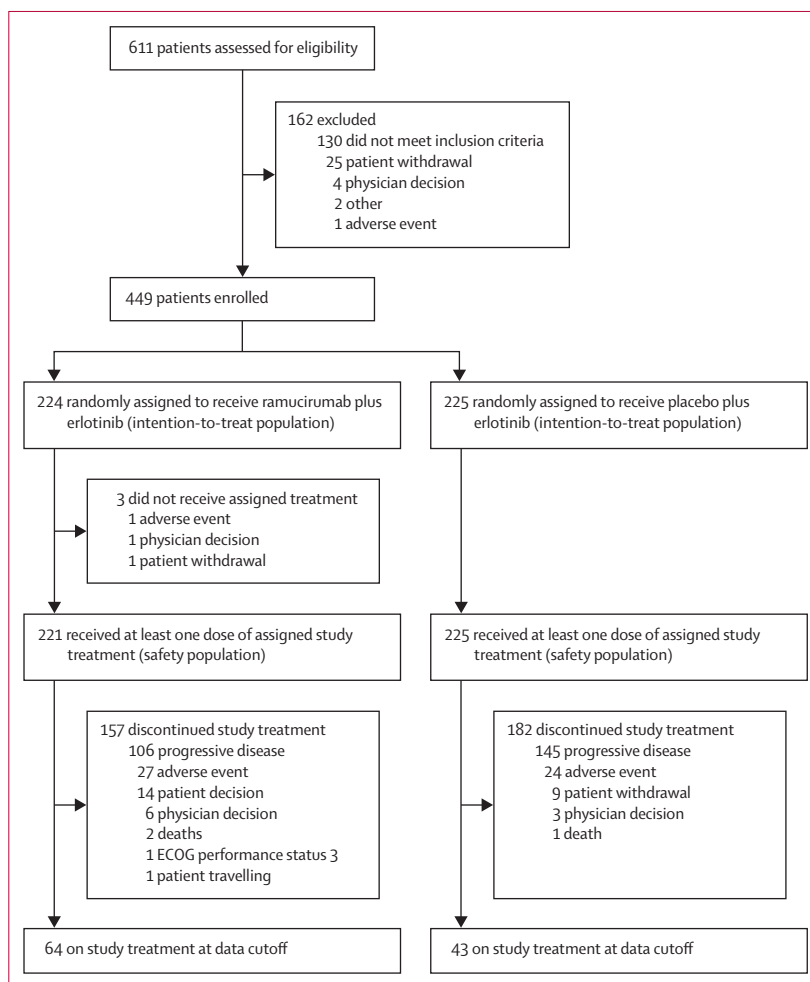 611 patients assessed for eligibility
162 excluded
130 did not meet inclusion criteria
25 patient withdrawal
4 physician decision
2 other
1 adverse event
449 patients enrolled
224 randomly assigned to receive ramucirumab plus
erlotinib (intention-to-treat population)
225 randomly assigned to receive placebo plus
erlotinib (intention-to-treat population)
3 did not receive assigned treatment
1 adverse event
1 physician decision
1 patient withdrawal
221 received at least one dose of assigned study
treatment (safety population)
225 received at least one dose of assigned study
treatment (safety population)
157 discontinued study treatment
106 progressive disease
27 adverse event
14 patient decision
6 physician decision
2 deaths
1 ECOG performance status 3
1 patient travelling
182 discontinued study treatment
145 progressive disease
24 adverse event
9 patient withdrawal
3 physician decision
1 death
64 on study treatment at data cutoff
43 on study treatment at data cutoff